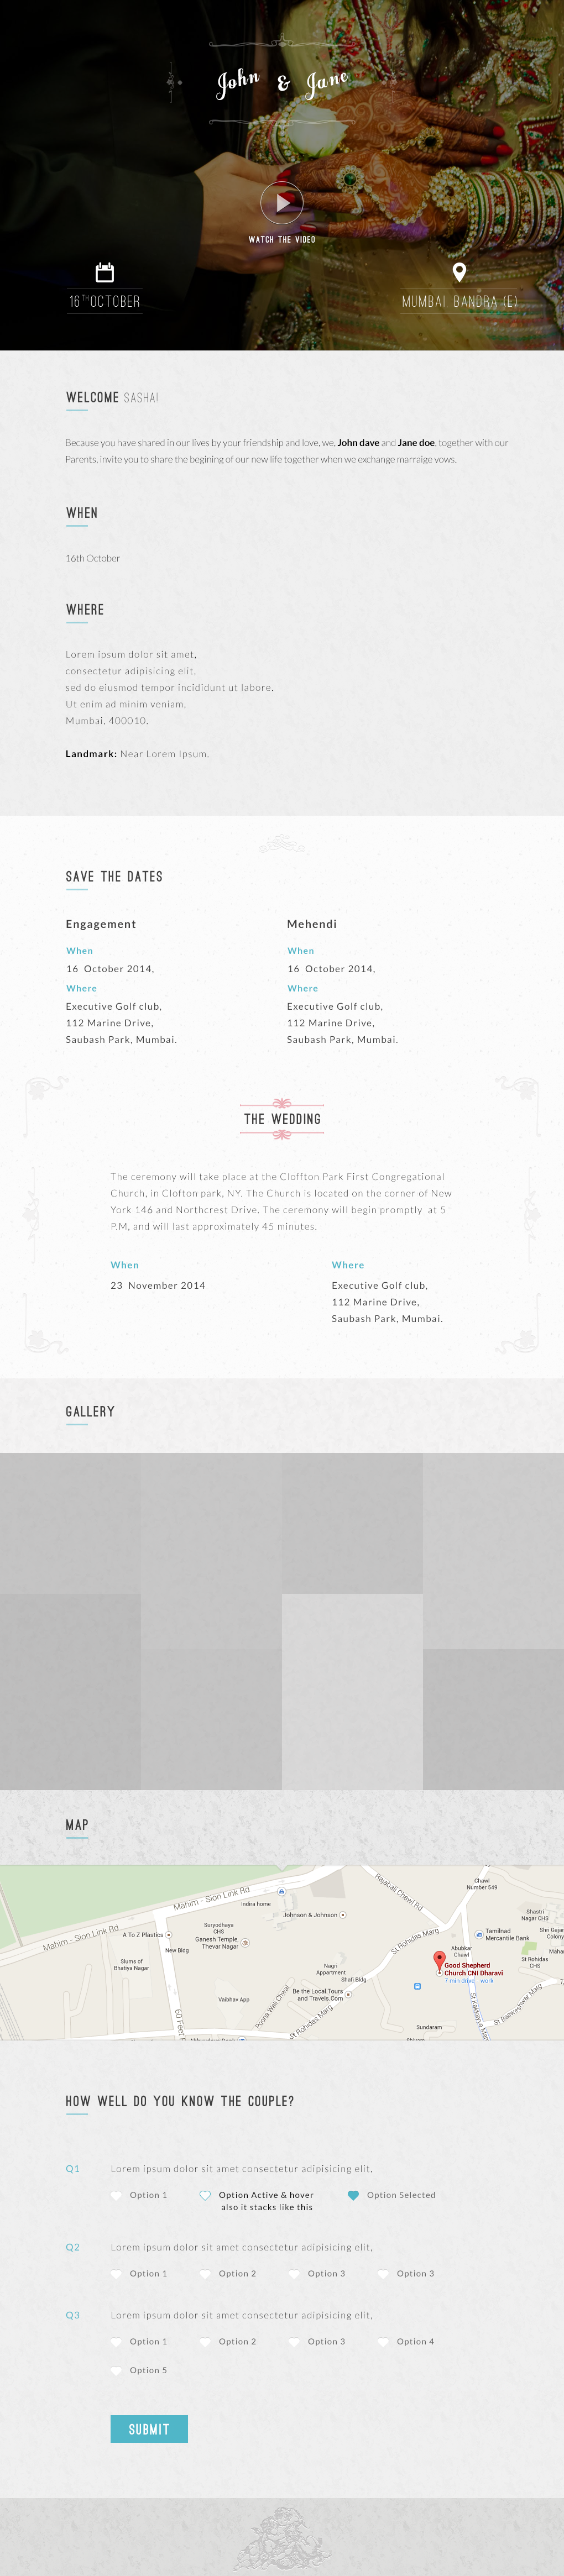 John & Jane
WATCH THE VIDEO
16TH OCTOBER
MUMBAI, BANDRA (E)
WELCOME SASHA!
Because you have shared in our lives by your friendship and love, we, John dave and Jane doe, together with our
Parents, invite you to share the begining of our new life together when we exchange marraige vows.
WHEN
16th October
WHERE
Lorem ipsum dolor sit amet,
consectetur adipisicing elit,
sed do eiusmod tempor incididunt ut labore.
Ut enim ad minim veniam,
Mumbai, 400010.
Landmark: Near Lorem Ipsum.
SAVE THE DATES
Engagement
When
16 October 2014,
Where
Executive Golf club,
112 Marine Drive,
Saubash Park, Mumbai.
Mehendi
When
16 October 2014,
Where
Executive Golf club,
112 Marine Drive,
Saubash Park, Mumbai.
THE WEDDING
The ceremony will take place at the Cloffton Park First Congregational
Church, in Clofton park, NY. The Church is located on the corner of New
York 146 and Northcrest Drive. The ceremony will begin promptly at 5
P.M, and will last approximately 45 minutes.
When
23 November 2014
Where
Executive Golf club,
112 Marine Drive,
Saubash Park, Mumbai.
GALLERY
MAP
Mahim - Sion Link Rd
Mahim - Sion Link Rd
Rajabali Chawl Rd
Chawl
Number 549
Indira home
Johnson & Johnson
Shastri
Nagar CHS
A To Z Plastics
Suryodhaya
CHS
Ganesh Temple,
Thevar Nagar
New Bldg
St Rohidas Marg
Tamilnad
Mercantile Bank
Shri Gajar
Colony
Abubkar
Chawl
Slums of
Bhatiya Nagar
Nagri
Appartment
Shafi Bldg
Good Shepherd
Church CNI Dharavi
7 min drive - work
St Rohidas
CHS
Maha
Be the Local Tours
and Travels.Com
Vaibhav App
Poona Wali Chawl
St Rohidas Marg
60 Feet
St Kakkayya Marg
St Balweshwar Marg
Sundaram
HOW WELL DO YOU KNOW THE COUPLE?
Q1
Lorem ipsum dolor sit amet consectetur adipisicing elit,
Option 1
Option Active & hover
also it stacks like this
Option Selected
Q2
Lorem ipsum dolor sit amet consectetur adipisicing elit,
Option 1
Option 2
Option 3
Option 3
Q3
Lorem ipsum dolor sit amet consectetur adipisicing elit,
Option 1
Option 2
Option 3
Option 4
Option 5
SUBMIT